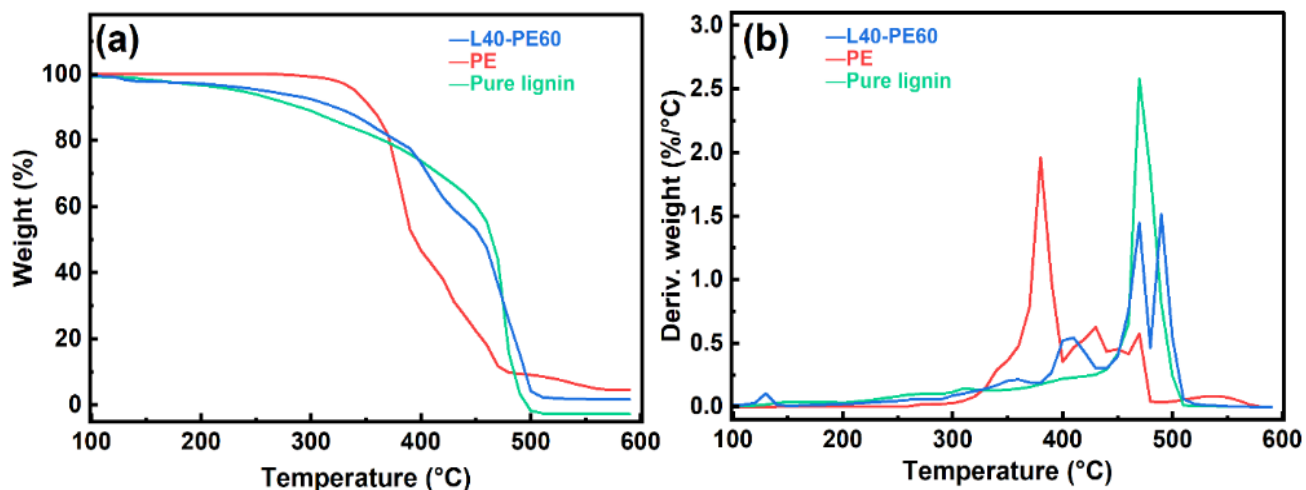 (a)
L40-PE60
PE
Pure lignin
Weight (%)
100
80
60
40
20
0
100 200 300 400 500 600
Temperature (°C)
(b)
L40-PE60
PE
Pure lignin
Deriv. weight (%/°C)
3.0
2.5
2.0
1.5
1.0
0.5
0.0
100 200 300 400 500 600
Temperature (°C)